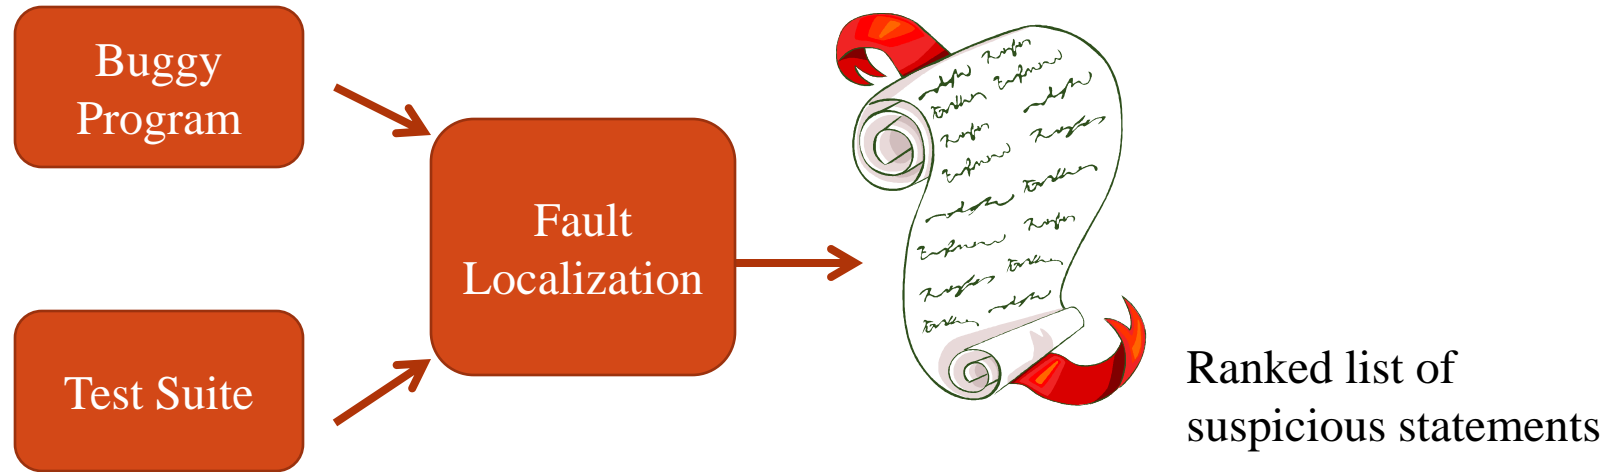 Buggy
Program
Test Suite
Fault
Localization
Ranked list of
suspicious statements